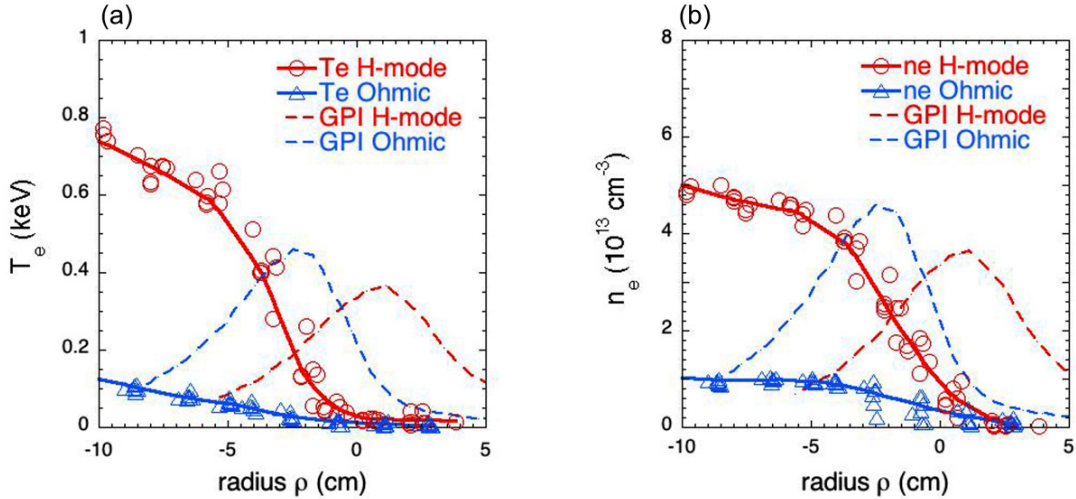 (a)
1
0.8
0.6
0.4
0.2
0
Te (keV)
Te H-mode
Te Ohmic
GPI H-mode
GPI Ohmic
-10
-5
0
5
radius ρ (cm)
(b)
8
6
4
2
0
ne (10^13 cm^-3)
ne H-mode
ne Ohmic
GPI H-mode
GPI Ohmic
-10
-5
0
5
radius ρ (cm)